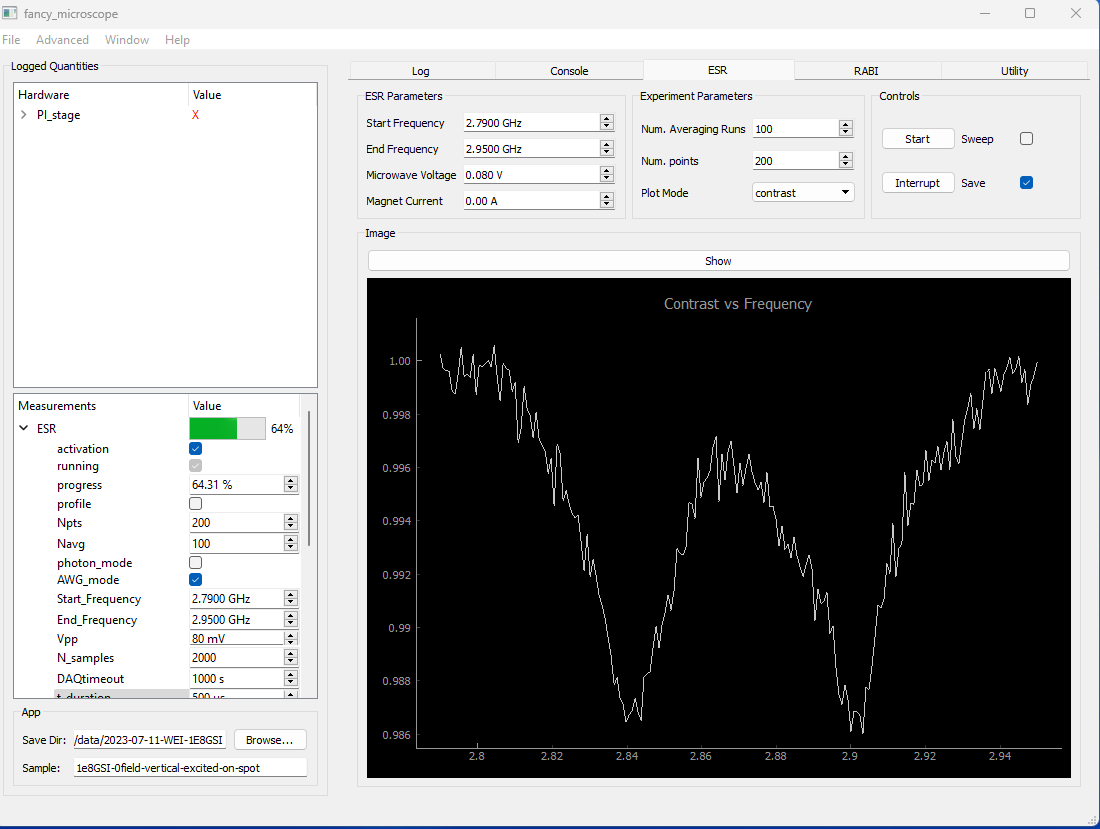 fancy_microscope
File Advanced Window Help
Logged Quantities
Hardware Value
PI_stage X
Measurements Value
ESR 64%
activation
running
progress 64.31 %
profile
Npts 200
Navg 100
photon_mode
AWG_mode
Start_Frequency 2.7900 GHz
End_Frequency 2.9500 GHz
Vpp 80 mV
N_samples 2000
DAQtimeout 1000 s
t_duration 500 us
App
Save Dir: /data/2023-07-11-WEI-1E8GSI Browse...
Sample: 1e8GSI-0field-vertical-excited-on-spot
Log Console ESR RABI Utility
ESR Parameters
Start Frequency 2.7900 GHz
End Frequency 2.9500 GHz
Microwave Voltage 0.080 V
Magnet Current 0.00 A
Experiment Parameters
Num. Averaging Runs 100
Num. points 200
Plot Mode contrast
Controls
Start Sweep
Interrupt Save
Image
Show
Contrast vs Frequency
1.00
0.998
0.996
0.994
0.992
0.99
0.988
0.986
2.8 2.82 2.84 2.86 2.88 2.9 2.92 2.94